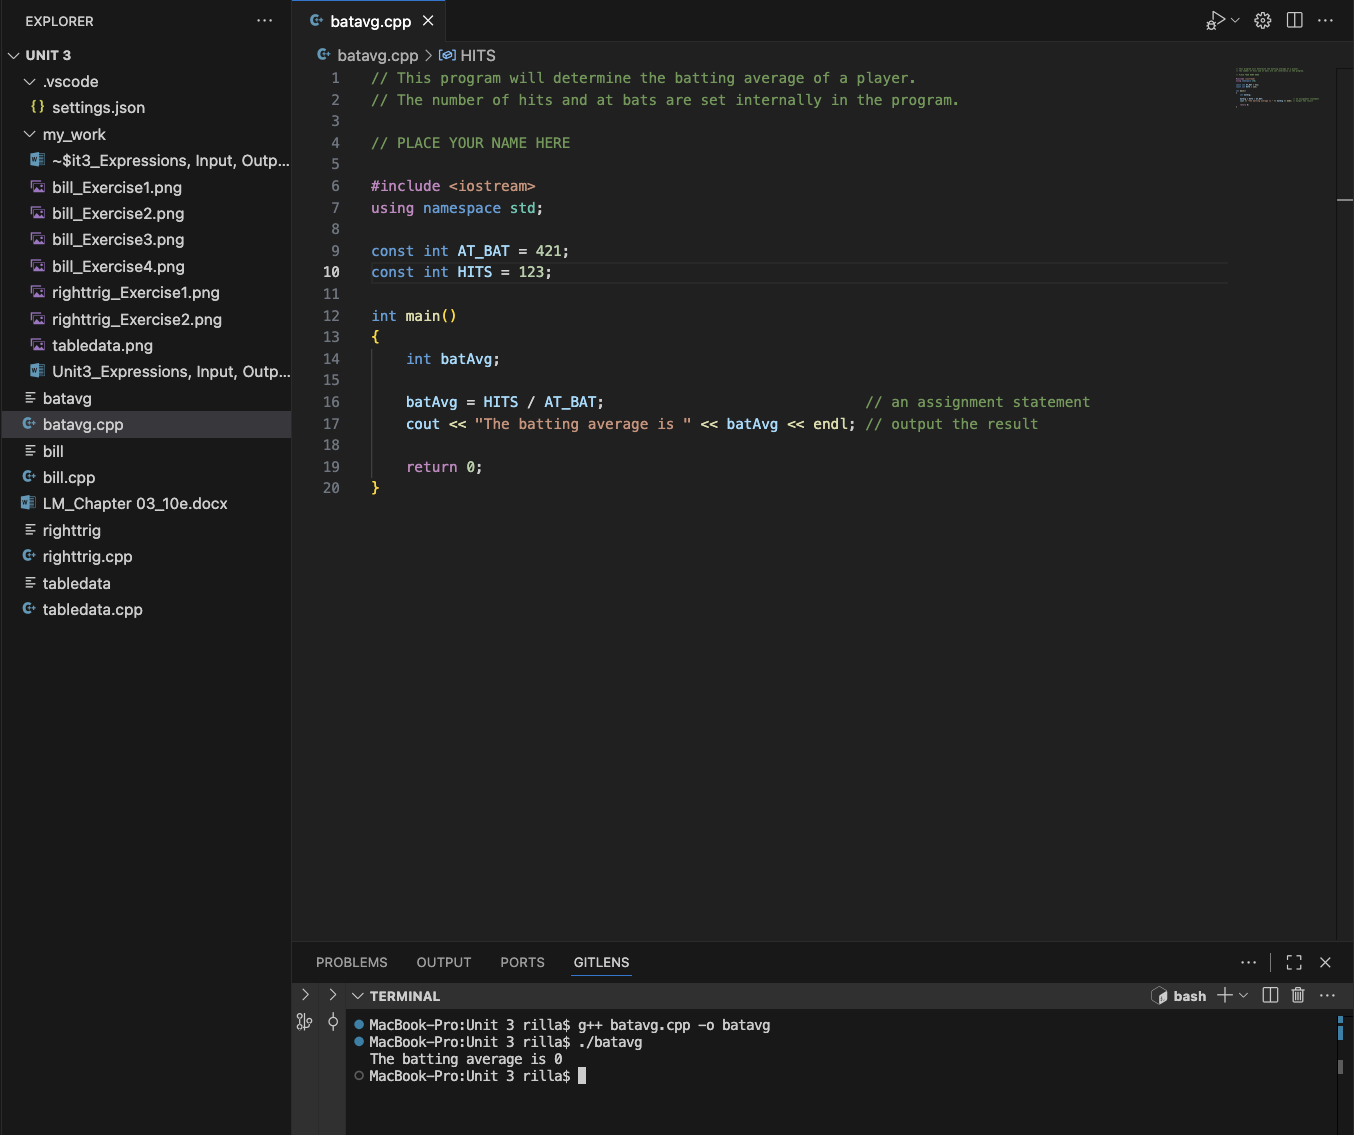 EXPLORER
UNIT 3
.vscode
{} settings.json
my_work
~$it3_Expressions, Input, Outp...
bill_Exercise1.png
bill_Exercise2.png
bill_Exercise3.png
bill_Exercise4.png
righttrig_Exercise1.png
righttrig_Exercise2.png
tabledata.png
Unit3_Expressions, Input, Outp...
batavg
batavg.cpp
bill
bill.cpp
LM_Chapter 03_10e.docx
righttrig
righttrig.cpp
tabledata
tabledata.cpp
batavg.cpp
batavg.cpp > HITS
1 // This program will determine the batting average of a player.
2 // The number of hits and at bats are set internally in the program.
3
4 // PLACE YOUR NAME HERE
5
6 #include <iostream>
7 using namespace std;
8
9 const int AT_BAT = 421;
10 const int HITS = 123;
11
12 int main()
13 {
14 int batAvg;
15
16 batAvg = HITS / AT_BAT; // an assignment statement
17 cout << "The batting average is " << batAvg << endl; // output the result
18
19 return 0;
20 }
PROBLEMS OUTPUT PORTS GITLENS
TERMINAL
bash
MacBook-Pro:Unit 3 rilla$ g++ batavg.cpp -o batavg
MacBook-Pro:Unit 3 rilla$ ./batavg
The batting average is 0
MacBook-Pro:Unit 3 rilla$